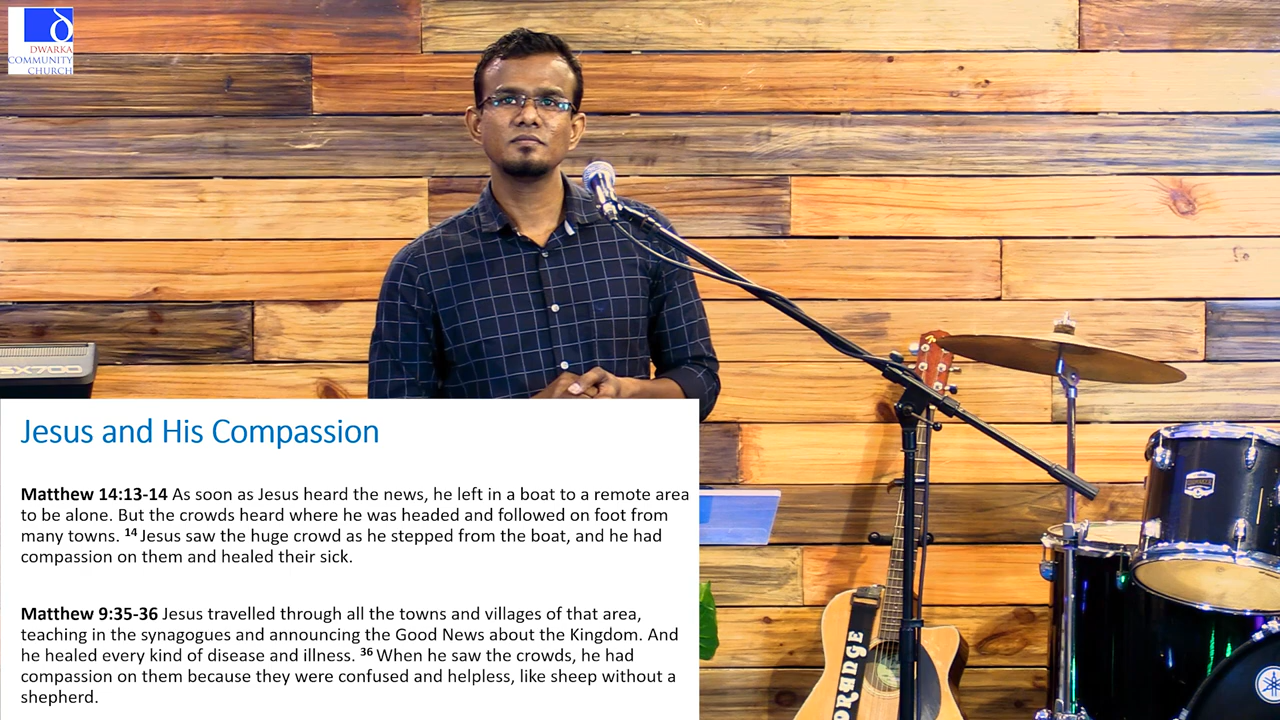 DWARKA
COMMUNITY
CHURCH
SX700
Jesus and His Compassion
Matthew 14:13-14 As soon as Jesus heard the news, he left in a boat to a remote area
to be alone. But the crowds heard where he was headed and followed on foot from
many towns. 14 Jesus saw the huge crowd as he stepped from the boat, and he had
compassion on them and healed their sick.
Matthew 9:35-36 Jesus travelled through all the towns and villages of that area,
teaching in the synagogues and announcing the Good News about the Kingdom. And
he healed every kind of disease and illness. 36 When he saw the crowds, he had
compassion on them because they were confused and helpless, like sheep without a
shepherd.
ORANGE